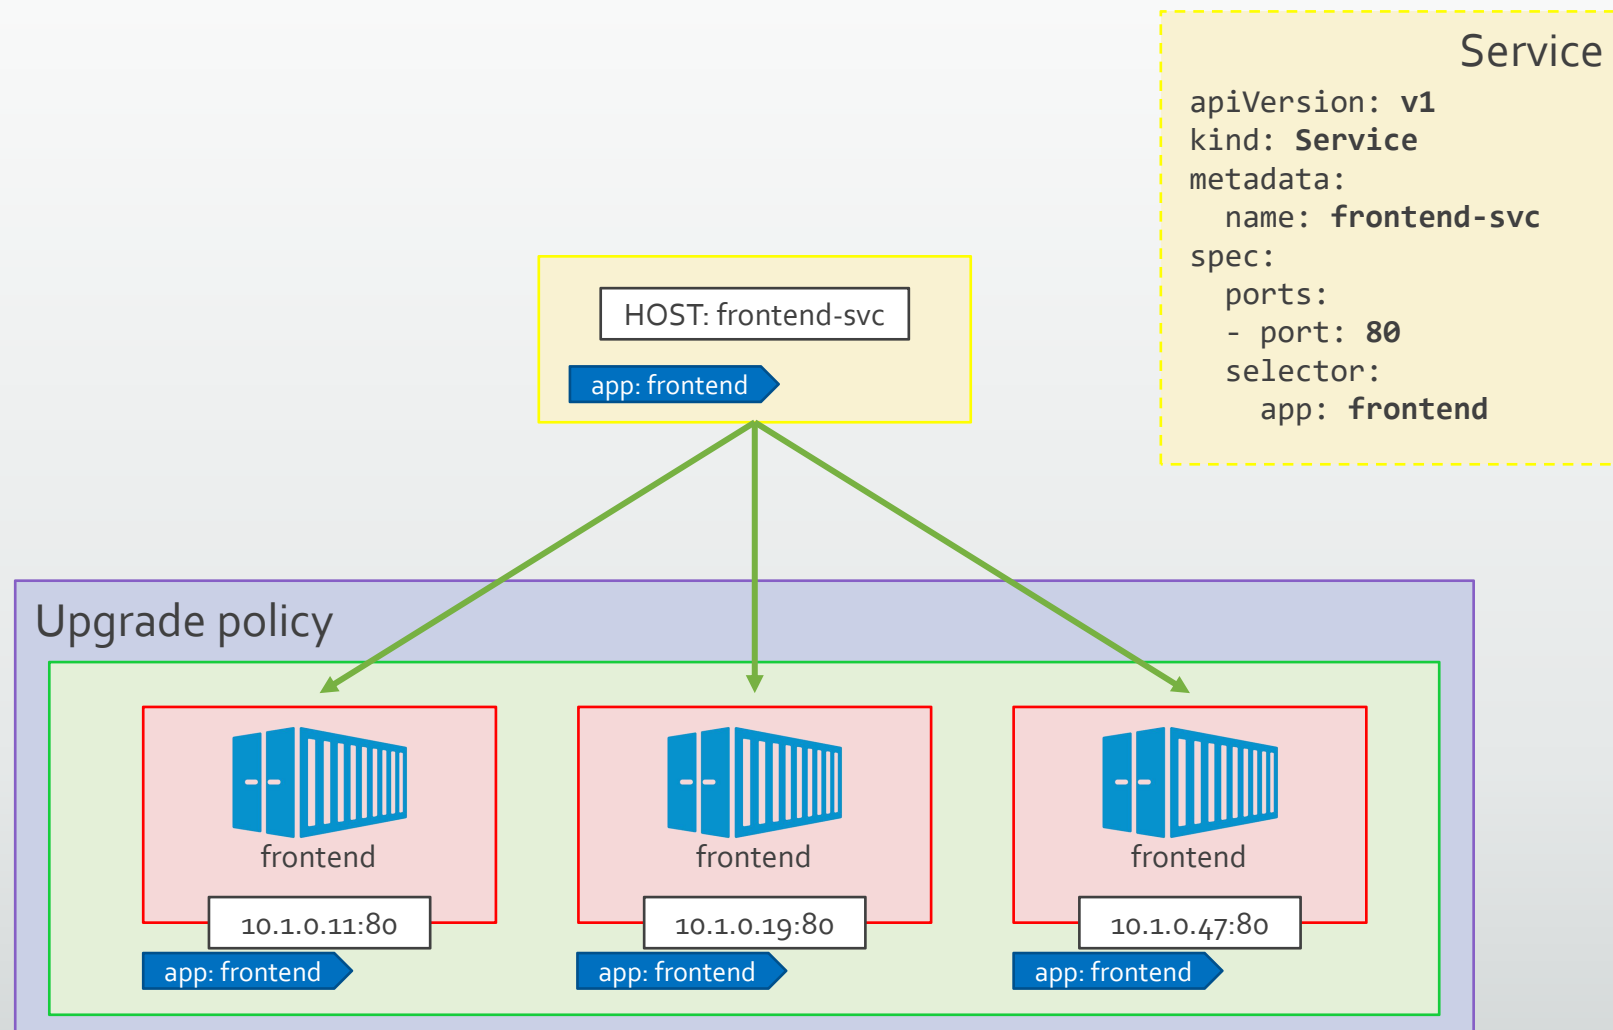 Service
apiVersion: v1
kind: Service
metadata:
  name: frontend-svc
spec:
  ports:
  - port: 80
  selector:
    app: frontend
HOST: frontend-svc
app: frontend
Upgrade policy
frontend
10.1.0.11:80
app: frontend
frontend
10.1.0.19:80
app: frontend
frontend
10.1.0.47:80
app: frontend